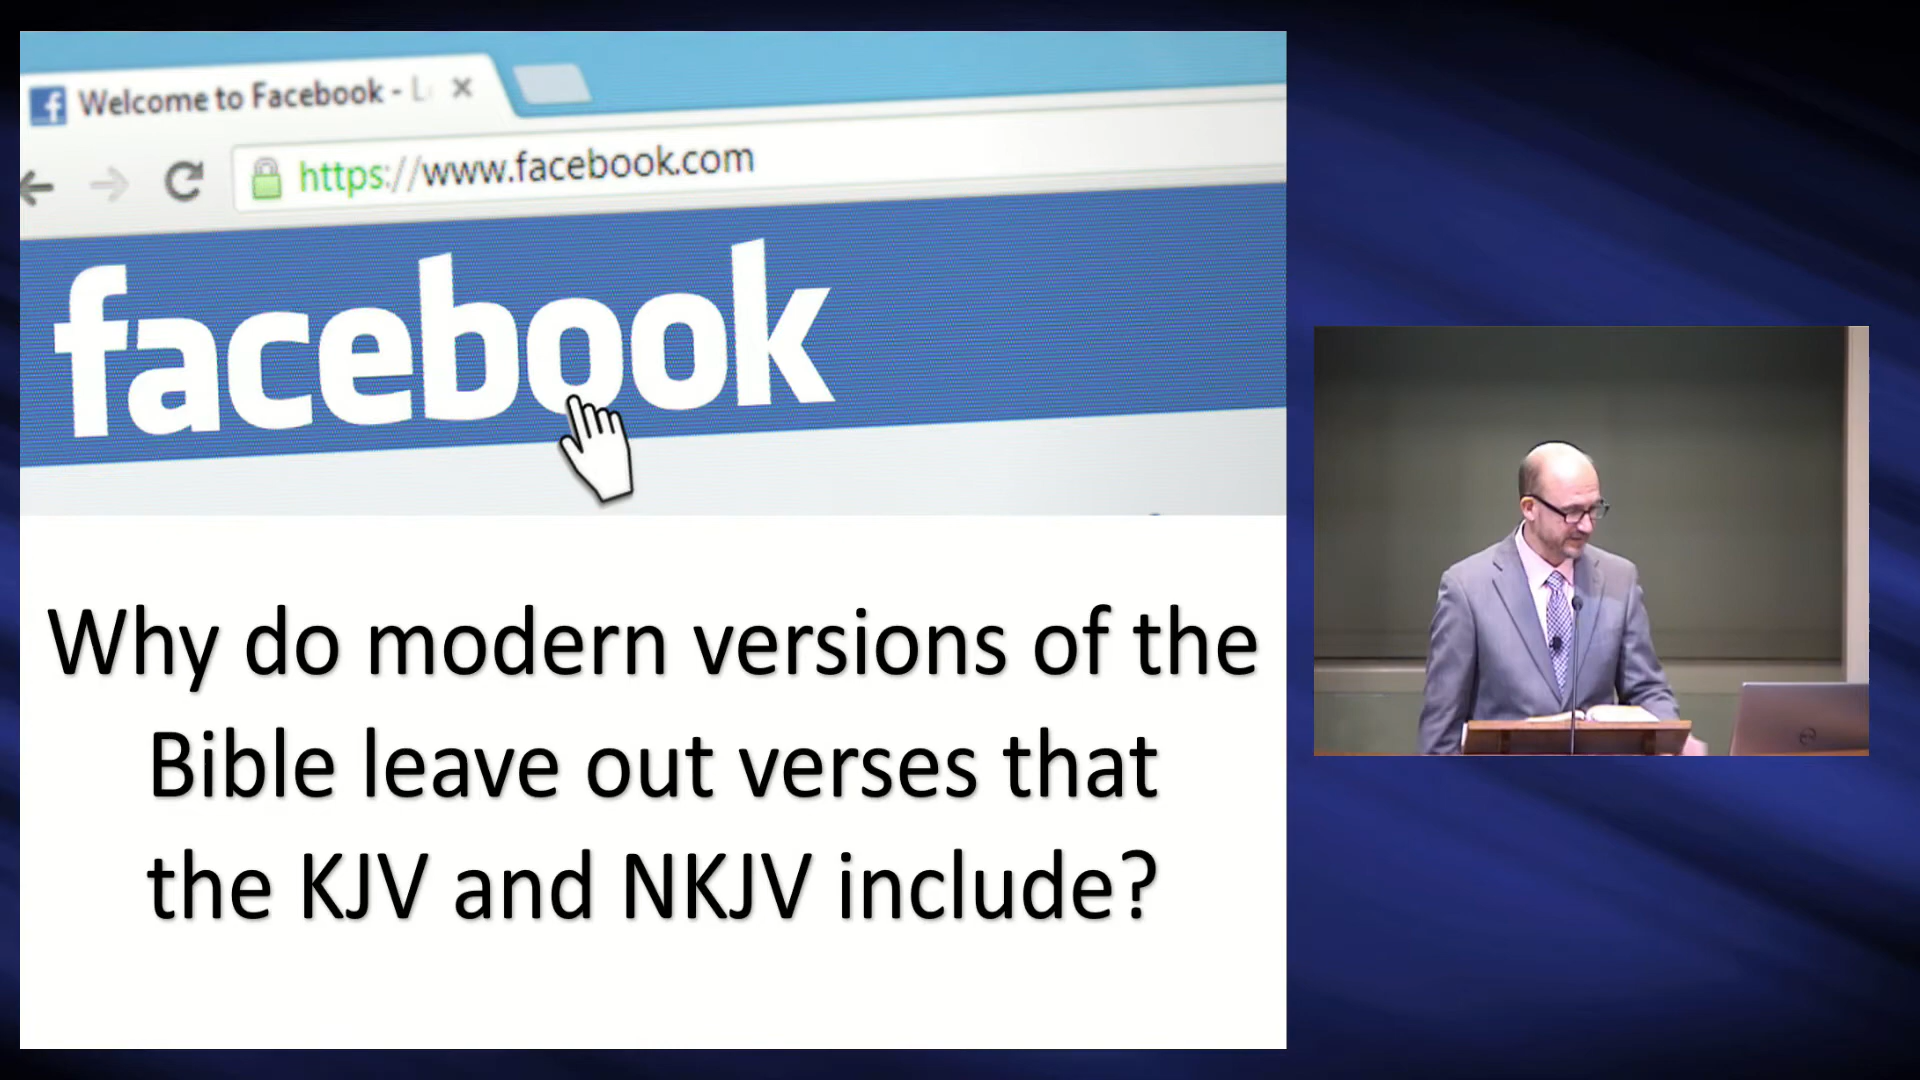 Welcome to Facebook -
https://www.facebook.com
facebook
Why do modern versions of the
Bible leave out verses that
the KJV and NKJV include?